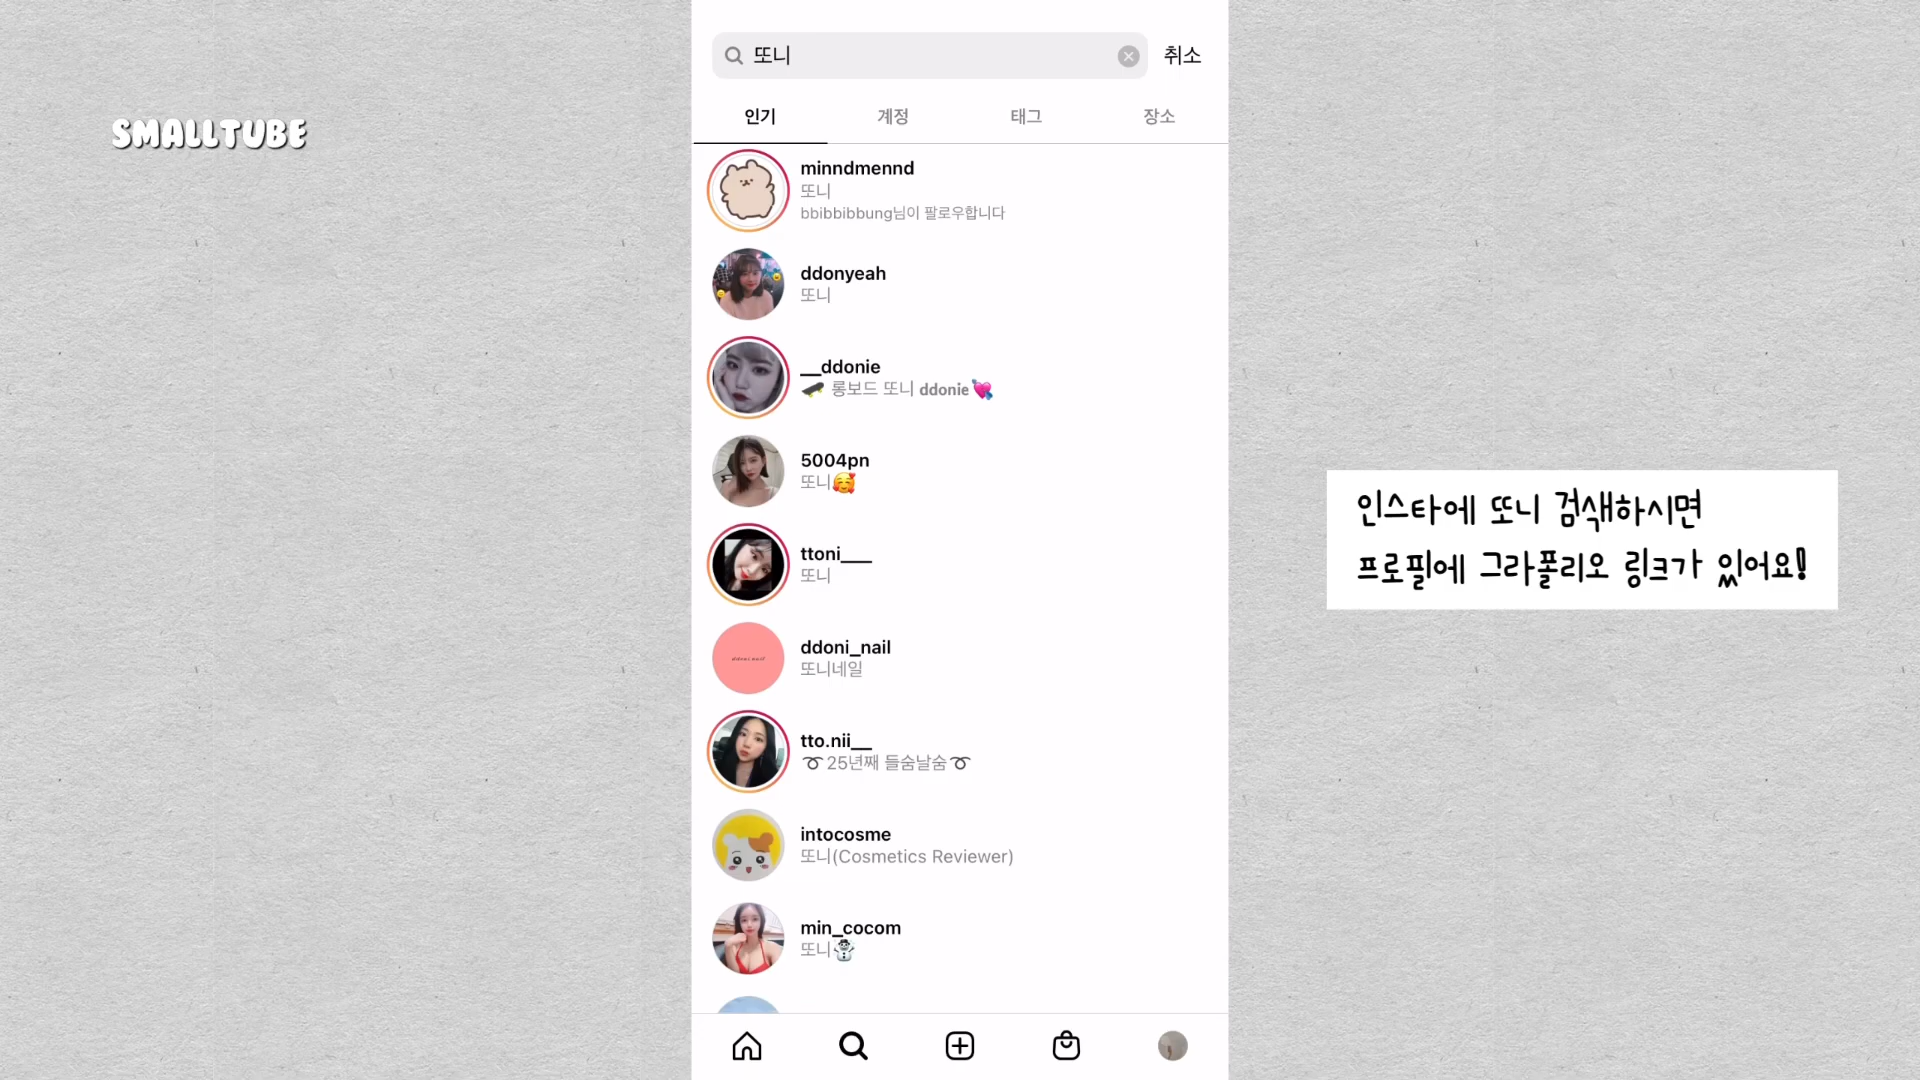 또니
취소
인기
계정
태그
장소
SMALLTUBE
minndmennd
또니
bbibbibbung님이 팔로우합니다
ddonyeah
또니
__ddonie
롱보드 또니 ddonie
5004pn
또니
ttoni___
또니
ddoni_nail
또니네일
tto.nii__
➰25년째 들숨날숨➰
intocosme
또니(Cosmetics Reviewer)
min_cocom
또니
인스타에 또니 검색하시면
프로필에 그라폴리오 링크가 있어요!